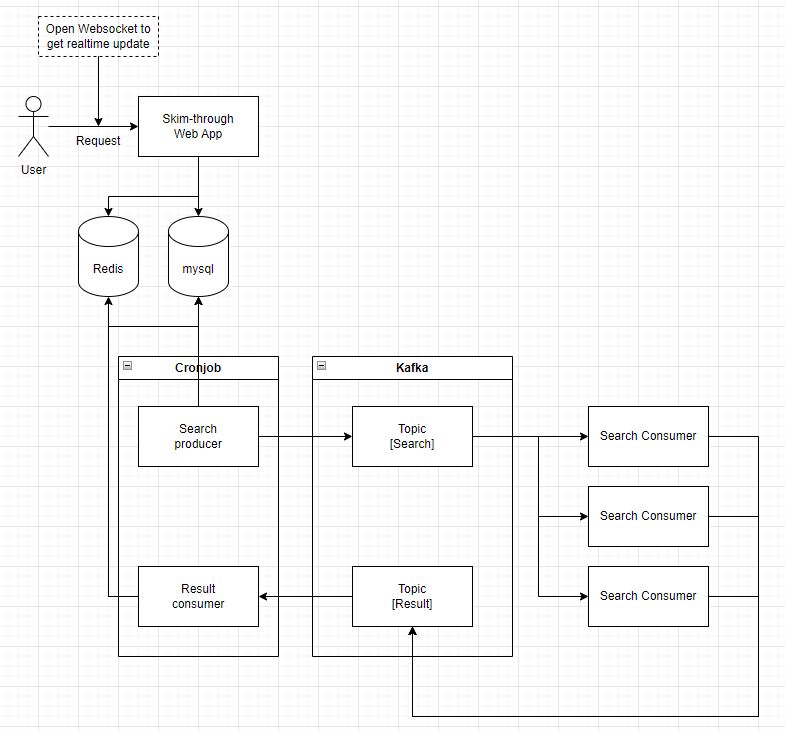 Open Websocket to
get realtime update
Skim-through
Web App
Request
User
Redis
mysql
Cronjob
Kafka
Search
producer
Topic
[Search]
Search Consumer
Search Consumer
Result
consumer
Topic
[Result]
Search Consumer